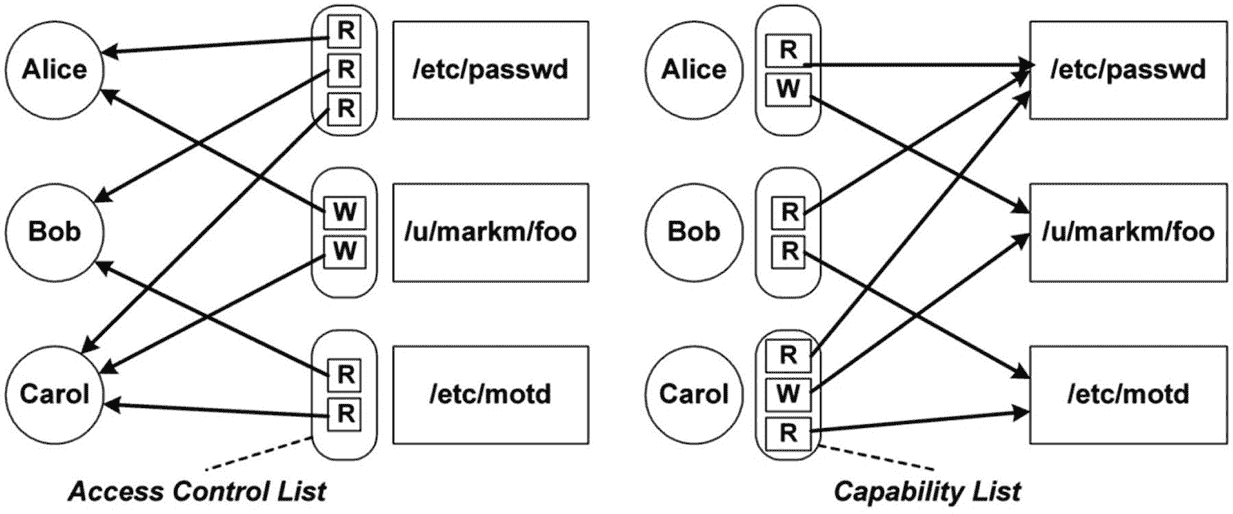 Alice
R
R
R
/etc/passwd
Bob
W
W
/u/markm/foo
Carol
R
R
/etc/motd
Access Control List
Alice
R
W
/etc/passwd
Bob
R
R
/u/markm/foo
Carol
R
W
R
/etc/motd
Capability List